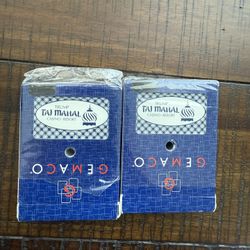 TRUMP
TAJ MAHAL
CASINO • RESORT
GEMACO
TRUMP
TAJ MAHAL
CASINO • RESORT
GEMACO